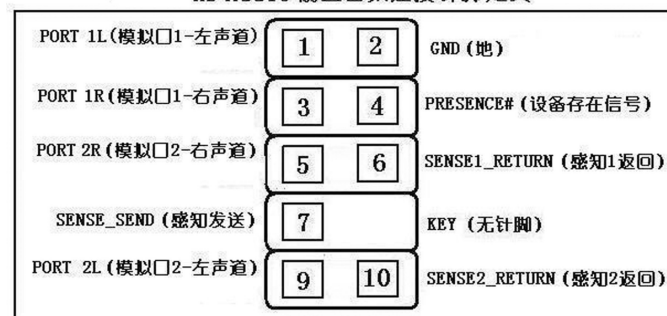 PORT 1L(模拟口1-左声道) 1 2 GND(地)
PORT 1R(模拟口1-右声道) 3 4 PRESENCE#(设备存在信号)
PORT 2R(模拟口2-右声道) 5 6 SENSE1_RETURN(感知1返回)
SENSE_SEND(感知发送) 7 KEY(无针脚)
PORT 2L(模拟口2-左声道) 9 10 SENSE2_RETURN(感知2返回)